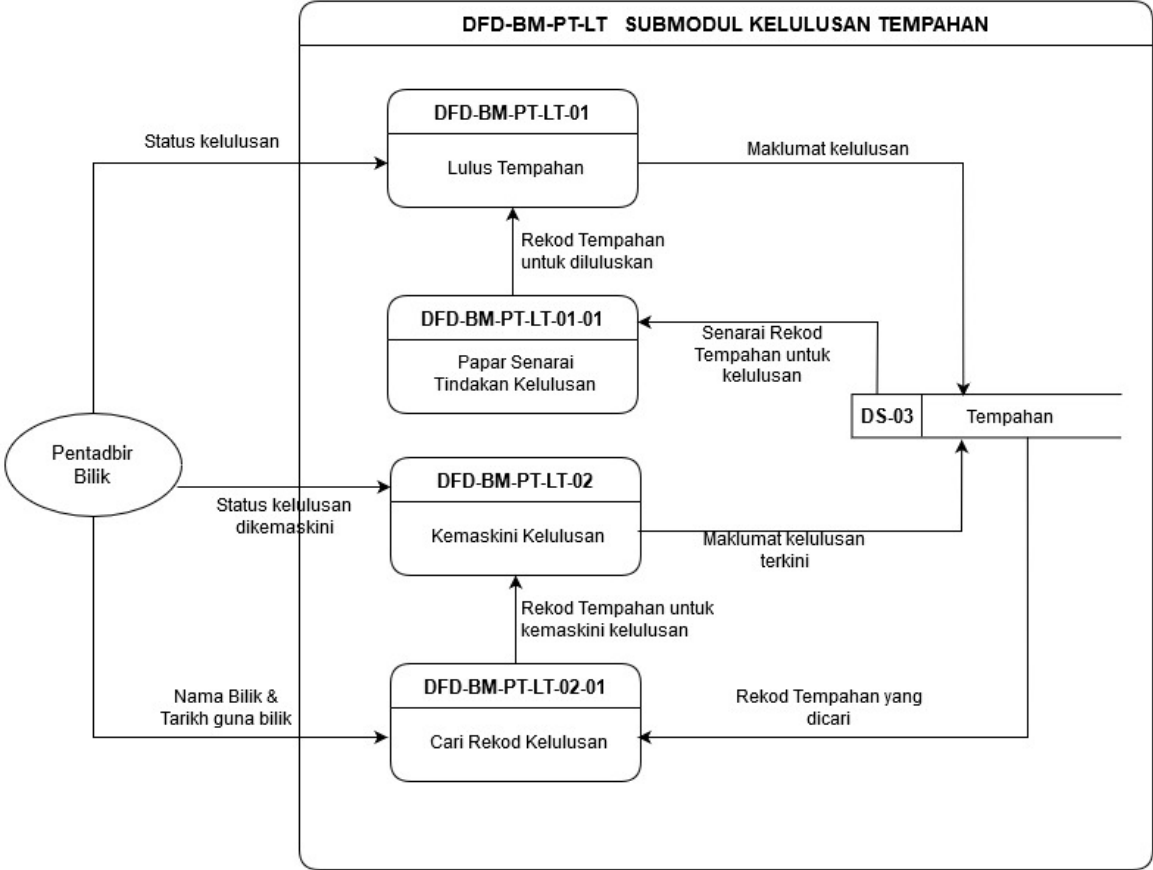 DFD-BM-PT-LT SUBMODUL KELULUSAN TEMPAHAN
DFD-BM-PT-LT-01
Status kelulusan
Lulus Tempahan
Maklumat kelulusan
Rekod Tempahan
untuk diluluskan
DFD-BM-PT-LT-01-01
Papar Senarai
Tindakan Kelulusan
Senarai Rekod
Tempahan untuk
kelulusan
DS-03
Tempahan
Pentadbir
Bilik
DFD-BM-PT-LT-02
Status kelulusan
dikemaskini
Kemaskini Kelulusan
Maklumat kelulusan
terkini
Rekod Tempahan untuk
kemaskini kelulusan
DFD-BM-PT-LT-02-01
Nama Bilik &
Tarikh guna bilik
Cari Rekod Kelulusan
Rekod Tempahan yang
dicari